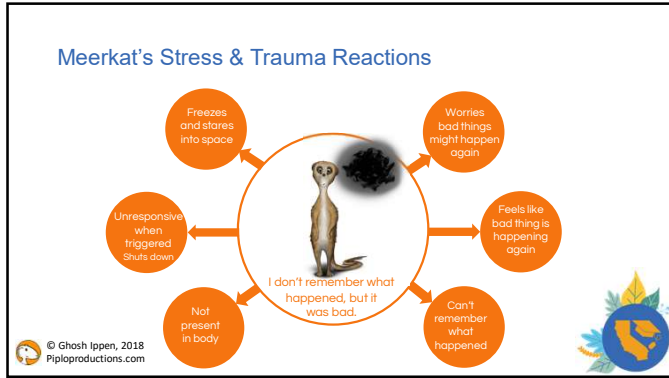 Meerkat's Stress & Trauma Reactions
Freezes
and stares
into space
Worries
bad things
might happen
again
Unresponsive
when
triggered
Shuts down
Feels like
bad thing is
happening
again
I don't remember what
happened, but it
was bad.
Not
present
in body
Can't
remember
what
happened
© Ghosh Ippen, 2018
Piploproductions.com